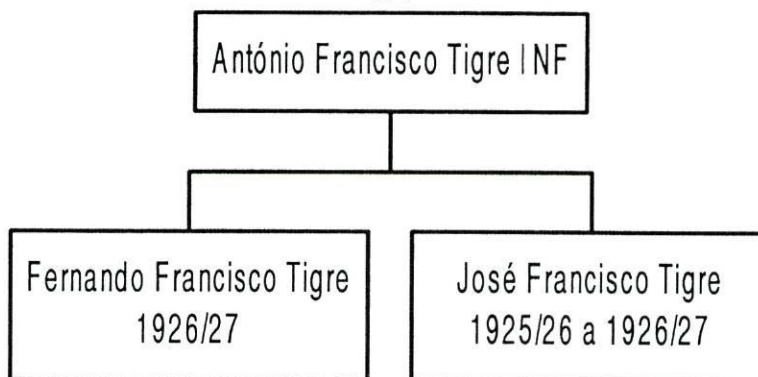 António Francisco Tigre I NF
Fernando Francisco Tigre
1926/27
José Francisco Tigre
1925/26 a 1926/27